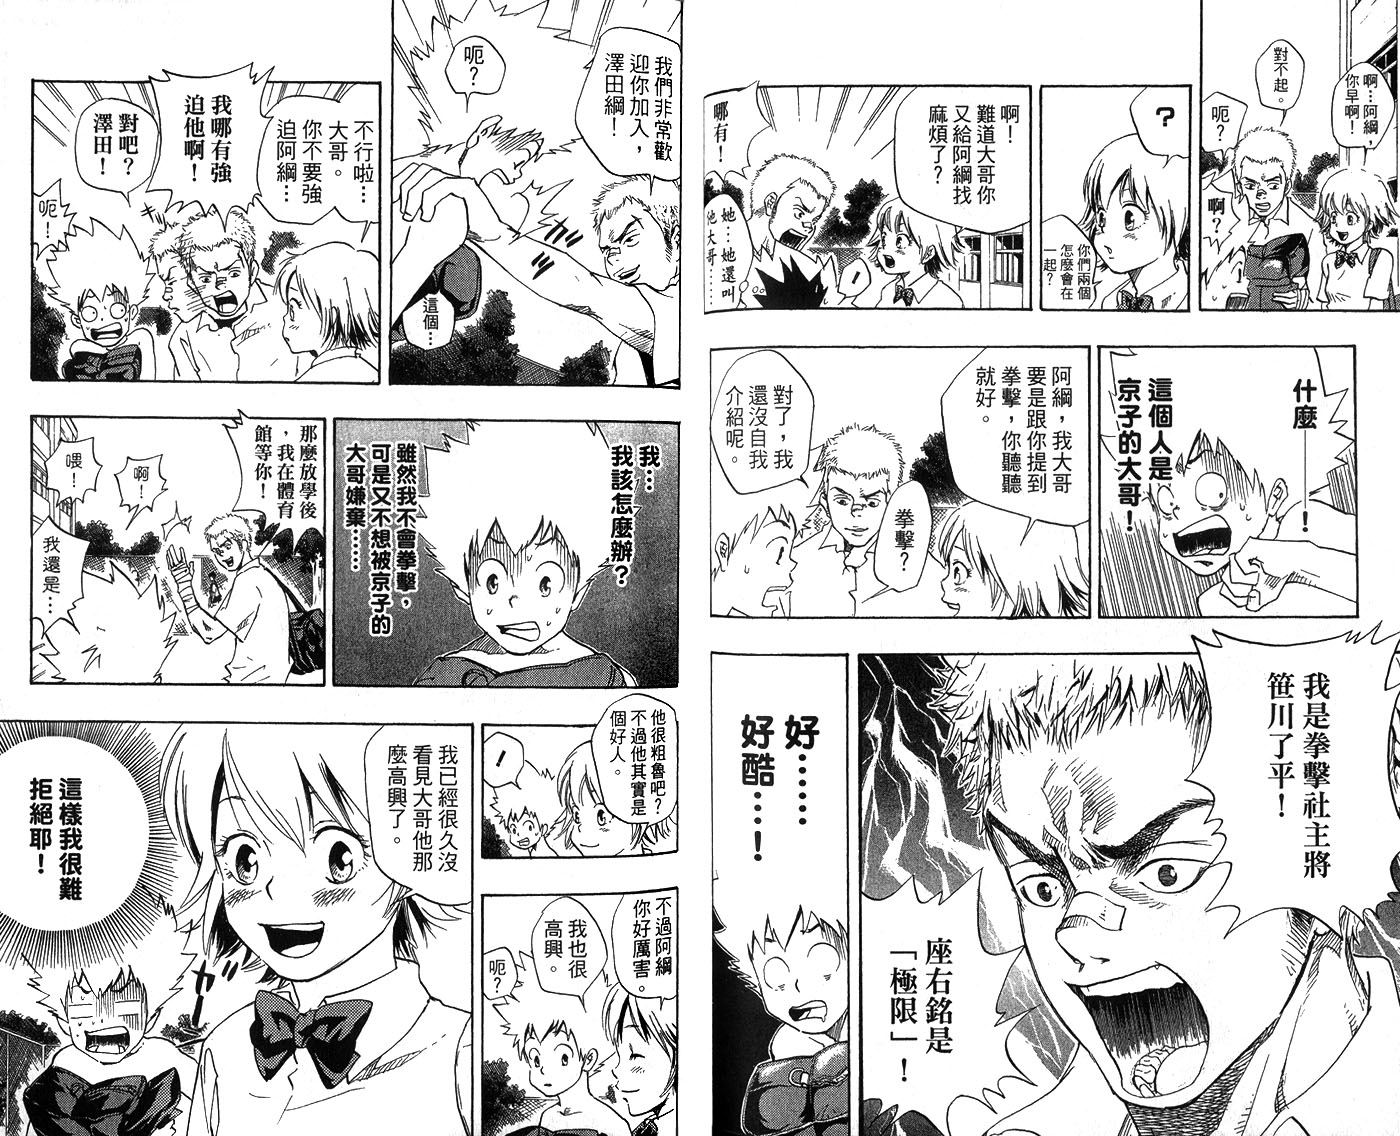 啊…阿綱，
你早啊！
對不起。
呃？
啊？
？
你們兩個
怎麼會在
一起？
啊！
難道大哥你
又給阿綱找
麻煩了？
哪有！
她…她還叫
他大哥……
！
什麼——！
這個人是
京子的大哥！
阿綱，我大哥
要是跟你提到
拳擊，你聽聽
就好。
拳擊？
對了，我
還沒自我
介紹呢。
我是拳擊社主將
笹川了平！
座右銘是
「極限」！
好……
好酷…！
我們非常歡
迎你加入，
澤田綱！
呃？
這個…
不行啦…
大哥。
你不要強
迫阿綱…
我哪有強
迫他啊！
對吧？
澤田！
呃！
我…
我該怎麼辦？
雖然我不會拳擊，
可是又不想被京子的
大哥嫌棄……
那麼放學後
，我在體育
館等你！
啊！
喂！
我還是…
他很粗魯吧？
不過他其實是
個好人。
！
我已經很久沒
看見大哥他那
麼高興了。
這樣我很難
拒絕耶！
不過阿綱
你好厲害。
我也很
高興。
呃？